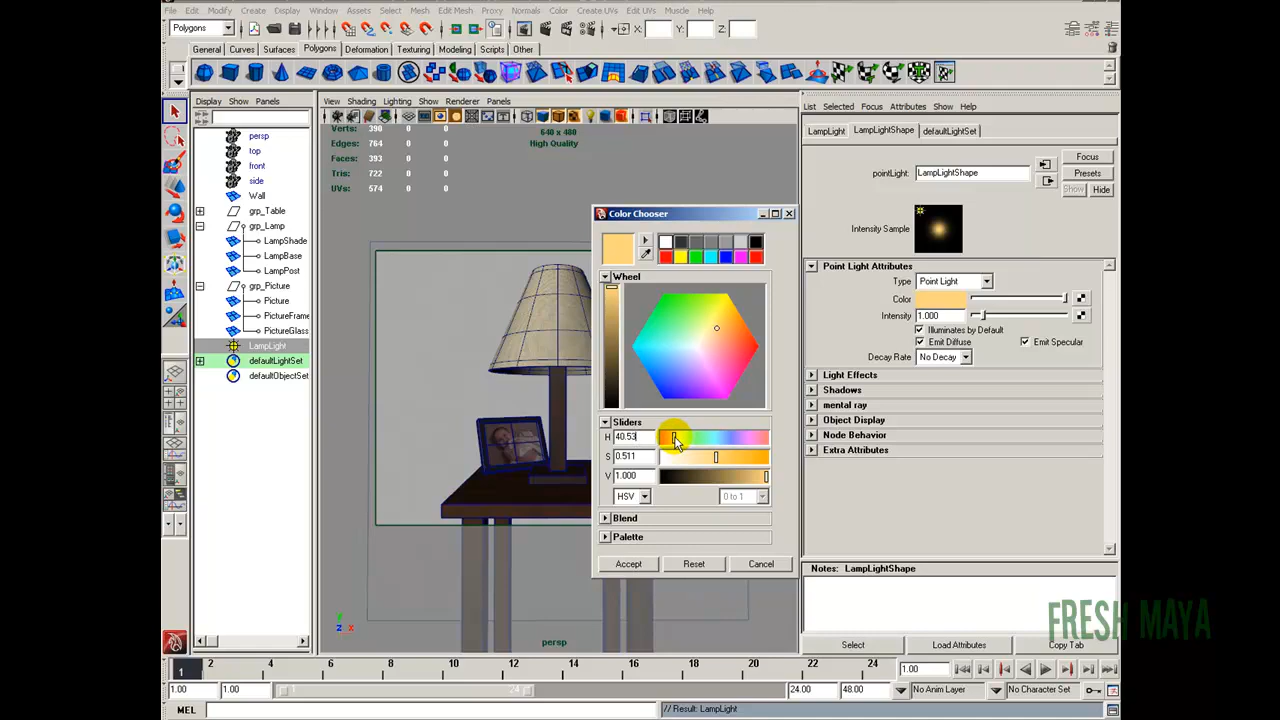 File Edit Modify Create Display Window Assets Select Mesh Edit Mesh Proxy Normals Color Create UVs Edit UVs Muscle Help
Polygons X: Y: Z:
General Curves Surfaces Polygons Deformation Texturing Modeling Scripts Other
Display Show Panels
persp
top
front
side
Wall
grp_Table
grp_Lamp
LampShade
LampBase
LampPost
grp_Picture
Picture
PictureFrame
PictureGlass
LampLight
defaultLightSet
defaultObjectSet
View Shading Lighting Show Renderer Panels
Verts: 390 0 0
Edges: 764 0 0
Faces: 393 0 0
Tris: 722 0 0
UVs: 574 0 0
640 x 480
High Quality
persp
Color Chooser
Wheel
Sliders
H 40.53
S 0.511
V 1.000
HSV 0 to 1
Blend
Palette
Accept Reset Cancel
List Selected Focus Attributes Show Help
LampLight LampLightShape defaultLightSet
pointLight: LampLightShape
Focus
Presets
Show Hide
Intensity Sample
Point Light Attributes
Type Point Light
Color
Intensity 1.000
Illuminates by Default
Emit Diffuse Emit Specular
Decay Rate No Decay
Light Effects
Shadows
mental ray
Object Display
Node Behavior
Extra Attributes
Notes: LampLightShape
FRESH MAYA
Select Load Attributes Copy Tab
1 2 4 6 8 10 12 14 16 18 20 22 24 1.00
1.00 1.00 24 24.00 48.00 No Anim Layer No Character Set
MEL // Result: LampLight